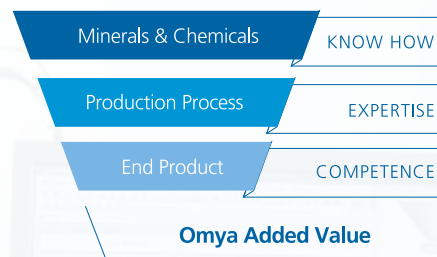 Minerals & Chemicals
KNOW HOW
Production Process
EXPERTISE
End Product
COMPETENCE
Omya Added Value